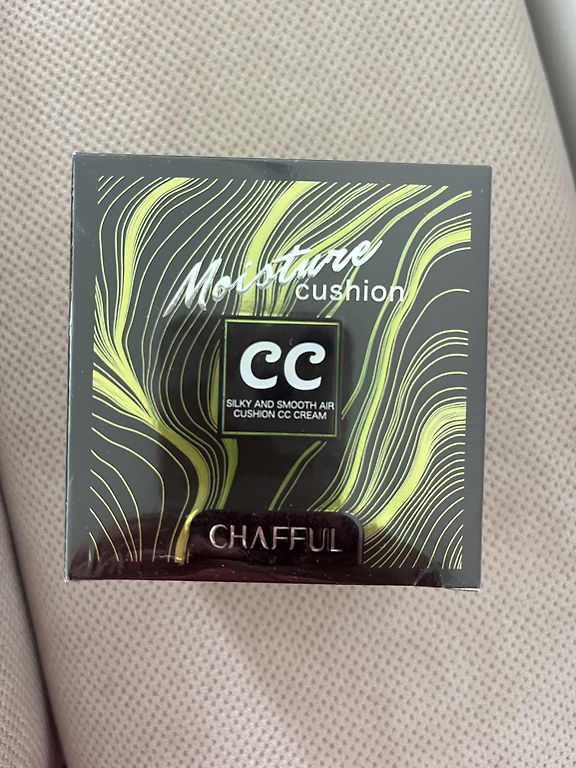 Moisture
cushion
CC
SILKY AND SMOOTH AIR
CUSHION CC CREAM
CHAFFUL